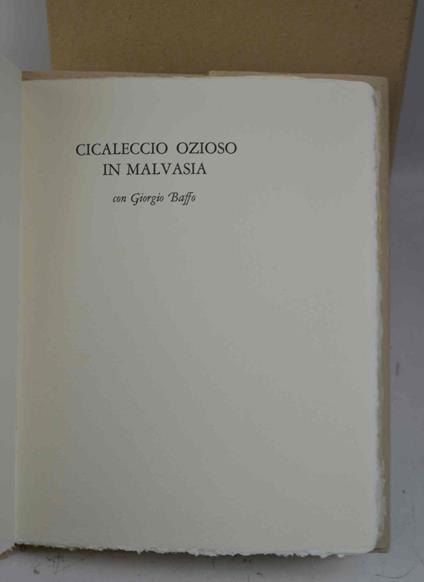 CICALECCIO OZIOSO
IN MALVASIA
con Giorgio Baffo